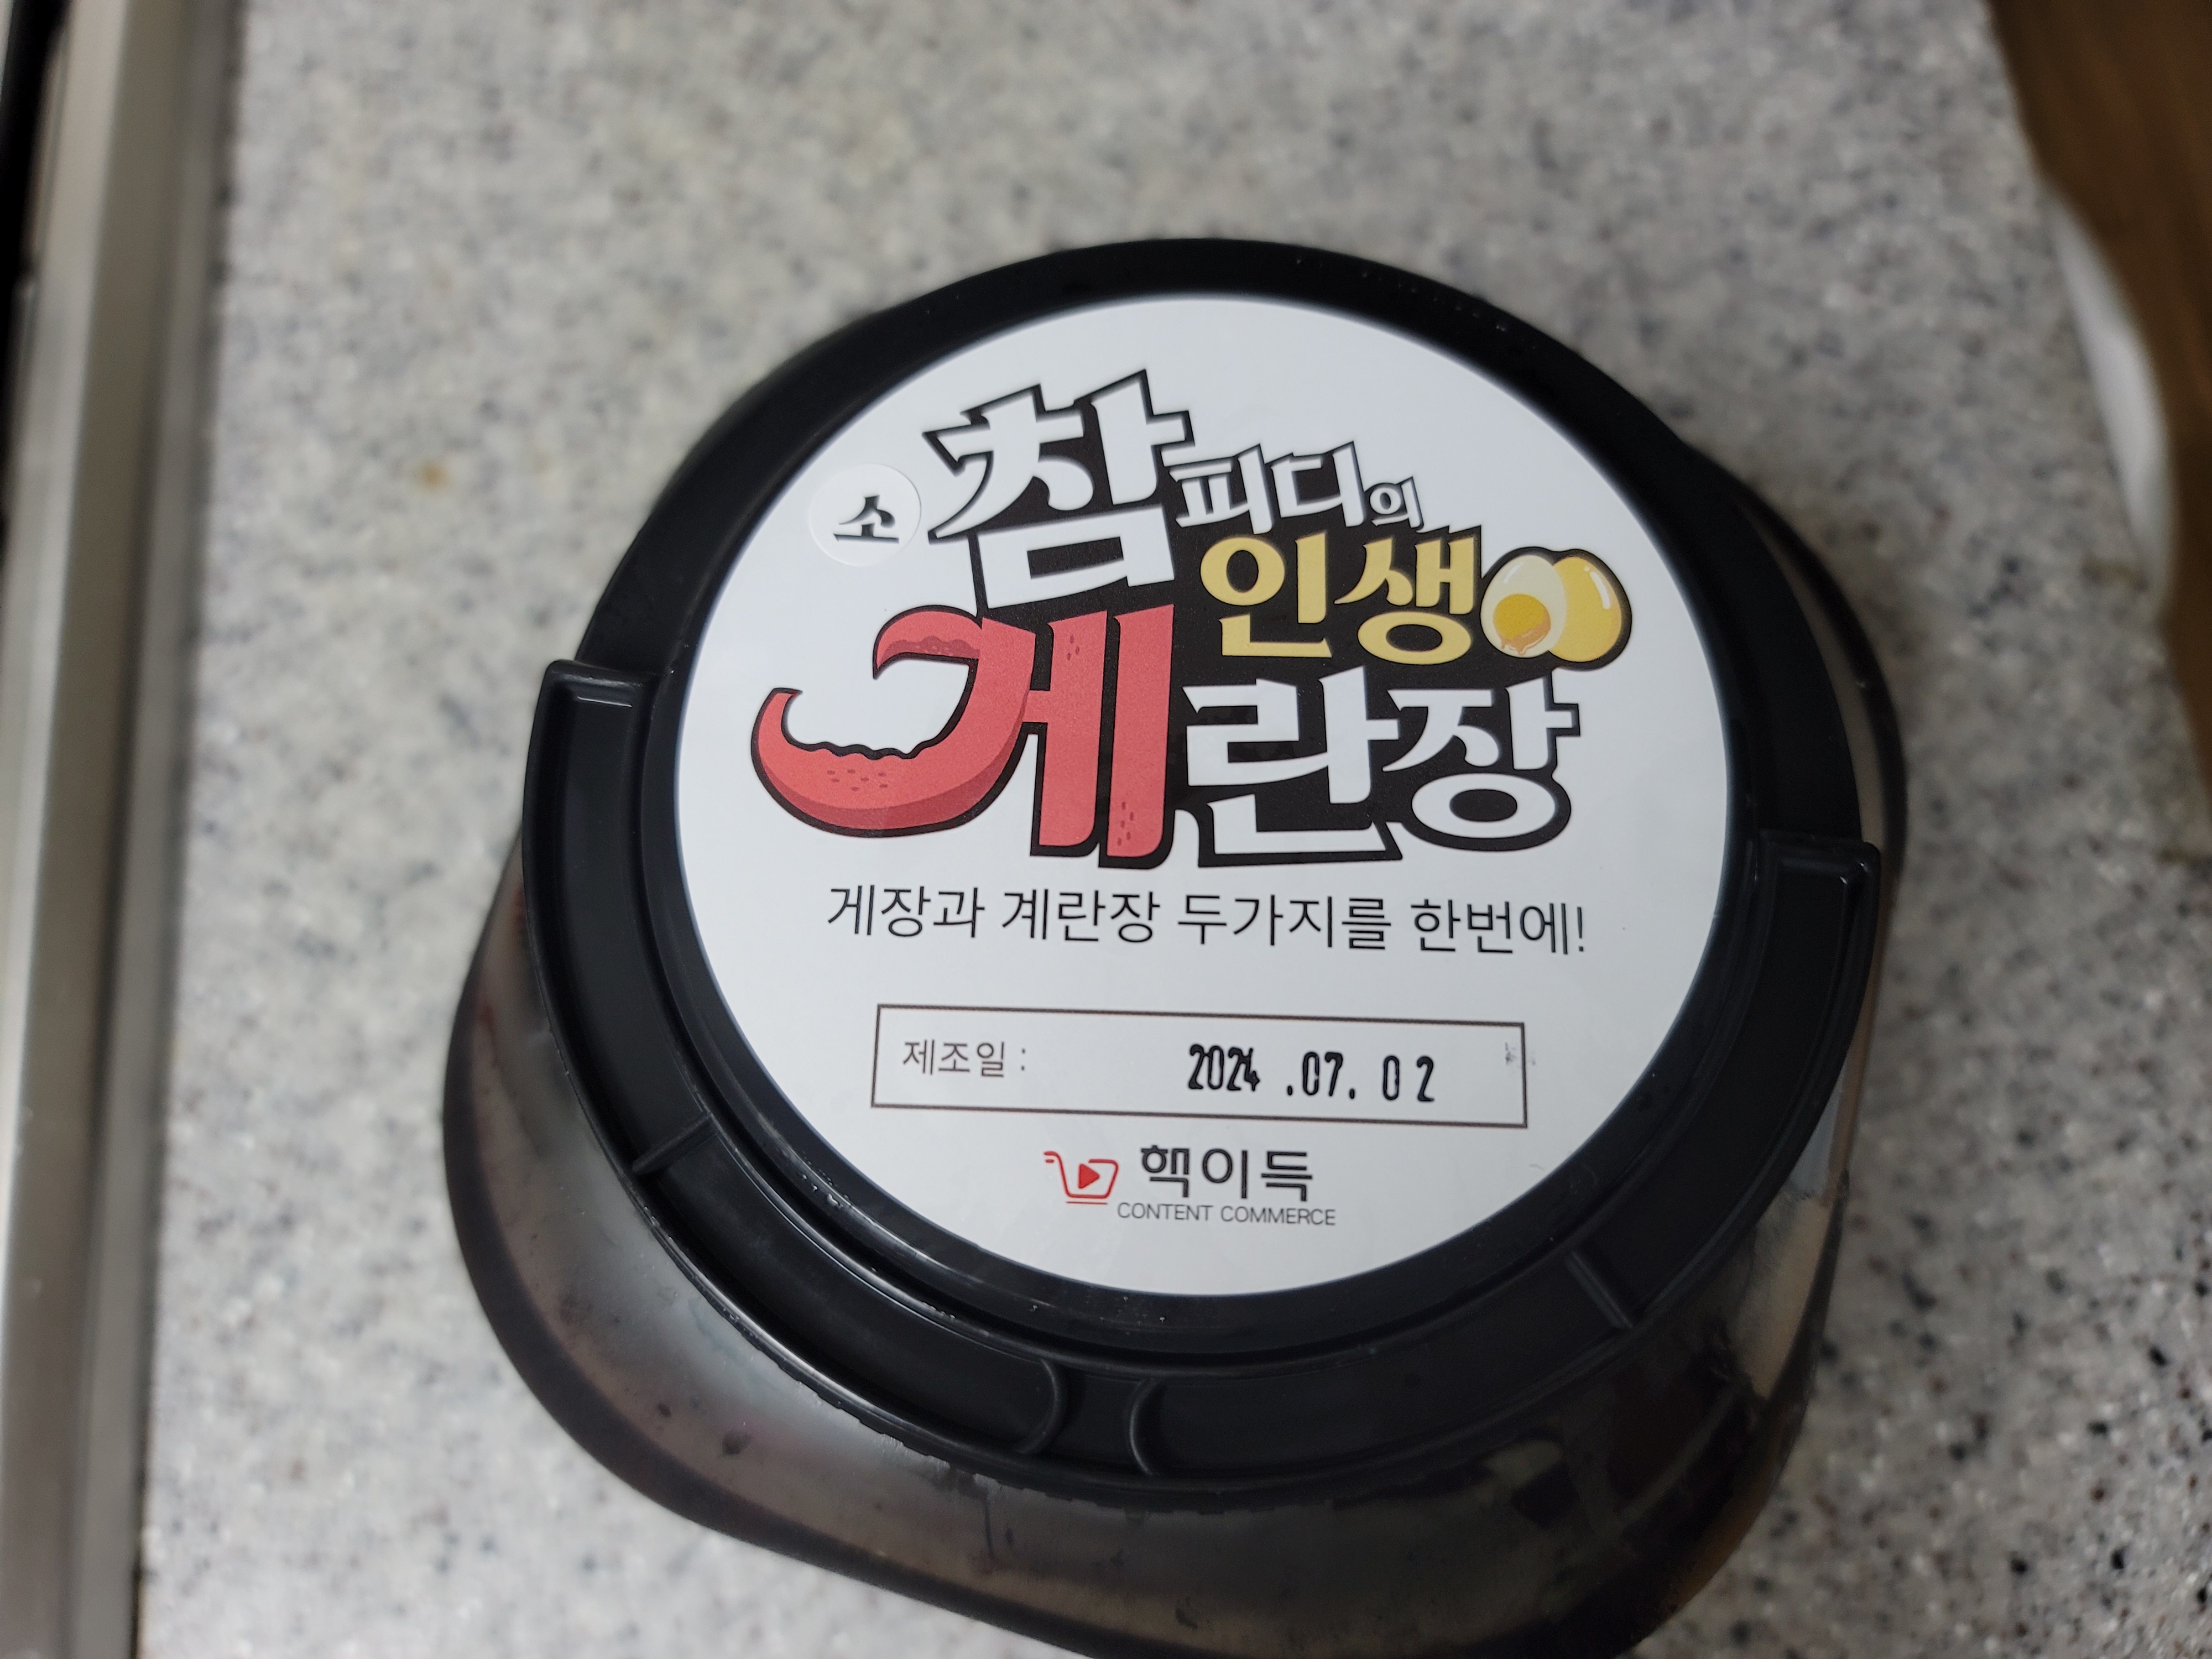 소
참피디의
인생
게란장
게장과 계란장 두가지를 한번에!
제조일 : 2024 .07. 02
핵이득
CONTENT COMMERCE